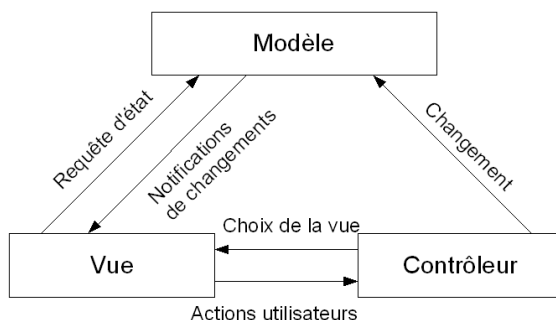 Modèle
Requête d'état
Notifications
de changements
Changement
Choix de la vue
Vue
Contrôleur
Actions utilisateurs